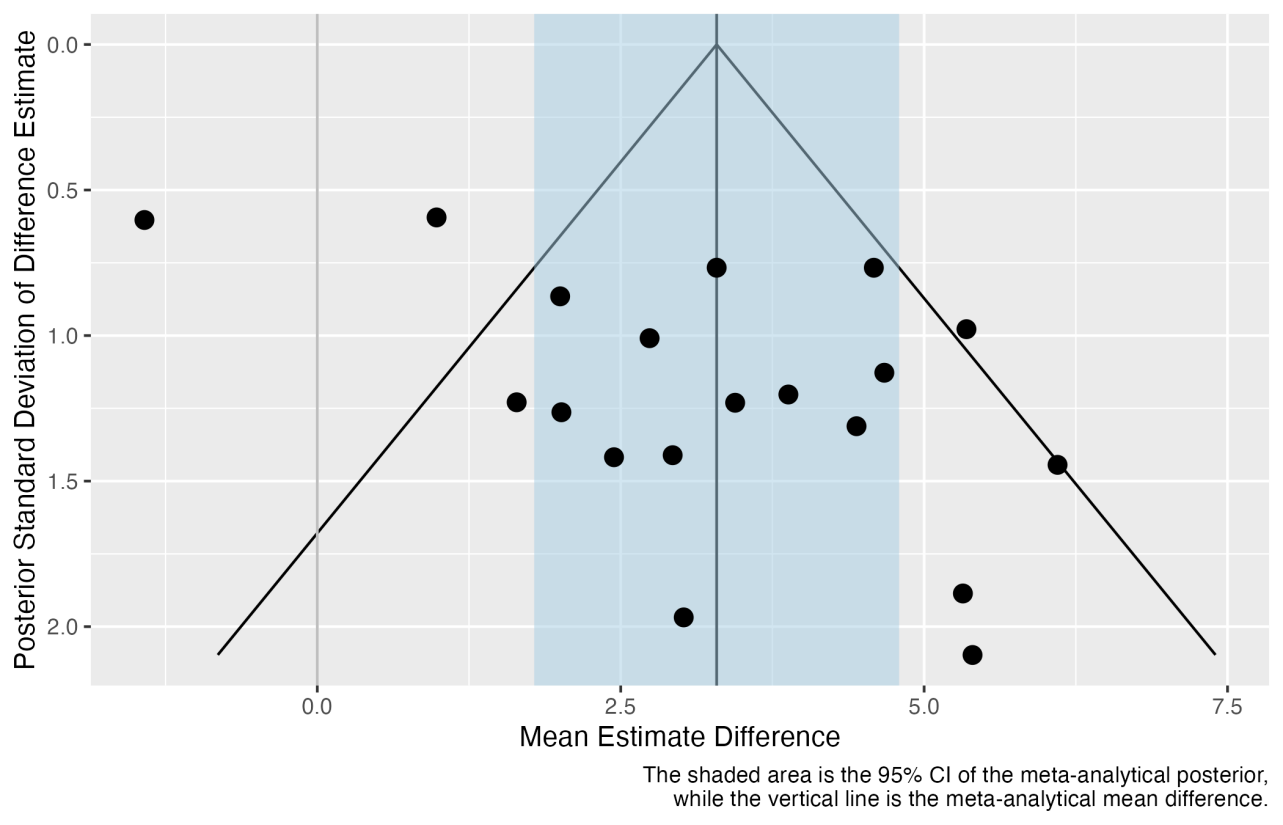 Posterior Standard Deviation of Difference Estimate
0.0
0.5
1.0
1.5
2.0
0.0 2.5 5.0 7.5
Mean Estimate Difference
The shaded area is the 95% CI of the meta-analytical posterior,
while the vertical line is the meta-analytical mean difference.